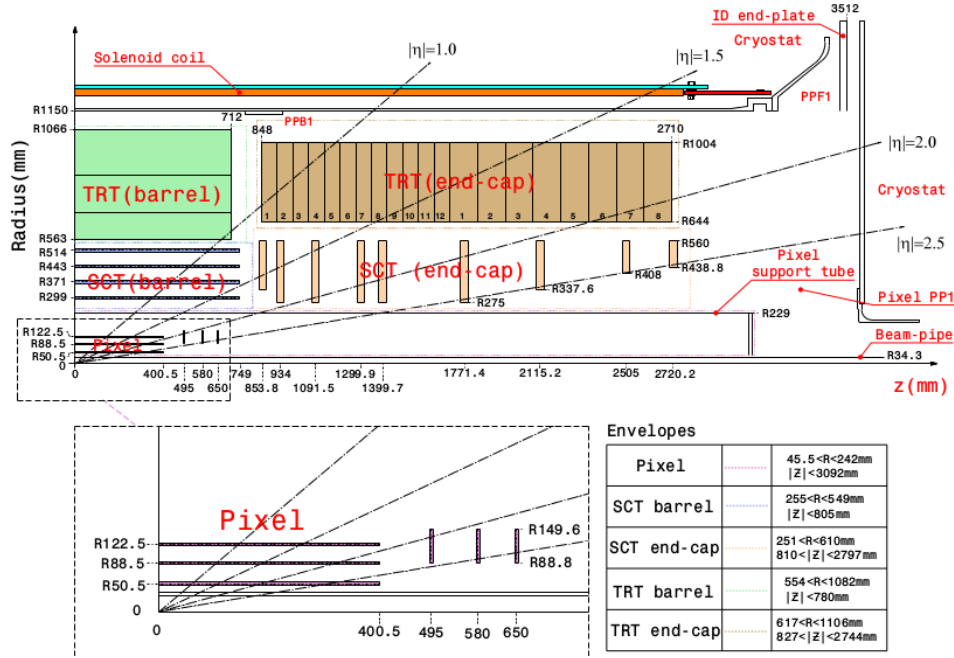 3512
ID end-plate
Cryostat
|η|=1.0
|η|=1.5
Solenoid coil
PPF1
R1150
712
PPB1
R1066
848
2710
R1004
|η|=2.0
TRT(barrel)
TRT(end-cap)
Radius(mm)
1 2 3 4 5 6 7 8 9 10 11 12 1 2 3 4 5 6 7 8
R644
Cryostat
R563
R514
R443
R371
R299
SCT(barrel)
SCT (end-cap)
R560
R438.8
R408
R337.6
R275
|η|=2.5
Pixel
support tube
Pixel PP1
R229
R122.5
R88.5
R50.5
0
Pixel
Beam-pipe
R34.3
0
400.5
495
580
650
749
853.8
934
1091.5
1299.9
1399.7
1771.4
2115.2
2505
2720.2
z(mm)
Pixel
R122.5
R88.5
R50.5
0
R149.6
R88.8
0
400.5
495
580
650
Envelopes
Pixel
45.5<R<242mm
|Z|<3092mm
SCT barrel
255<R<549mm
|Z|<805mm
SCT end-cap
251<R<610mm
810<|Z|<2797mm
TRT barrel
554<R<1082mm
|Z|<780mm
TRT end-cap
617<R<1106mm
827<|Z|<2744mm